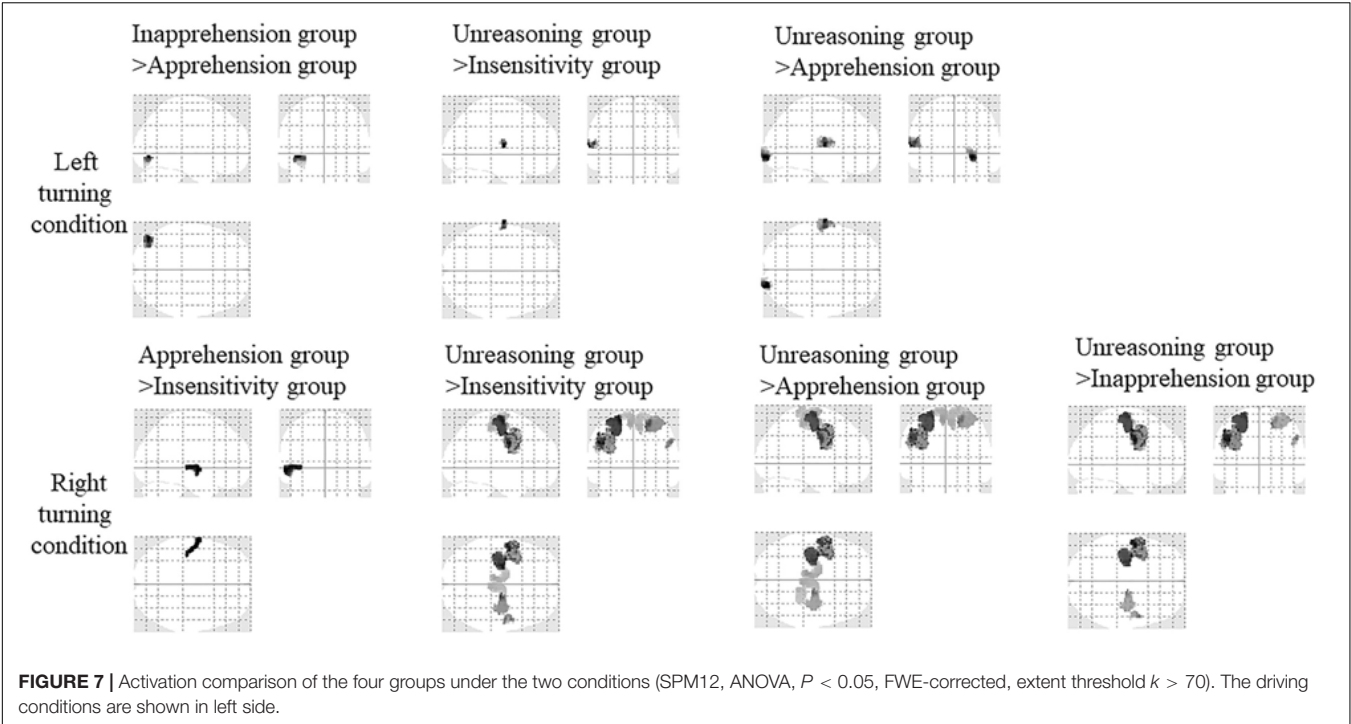 Inapprehension group
>Apprehension group
Unreasoning group
>Insensitivity group
Unreasoning group
>Apprehension group
Left
turning
condition
Apprehension group
>Insensitivity group
Unreasoning group
>Insensitivity group
Unreasoning group
>Apprehension group
Unreasoning group
>Inapprehension group
Right
turning
condition
FIGURE 7 | Activation comparison of the four groups under the two conditions (SPM12, ANOVA, P < 0.05, FWE-corrected, extent threshold k > 70). The driving
conditions are shown in left side.